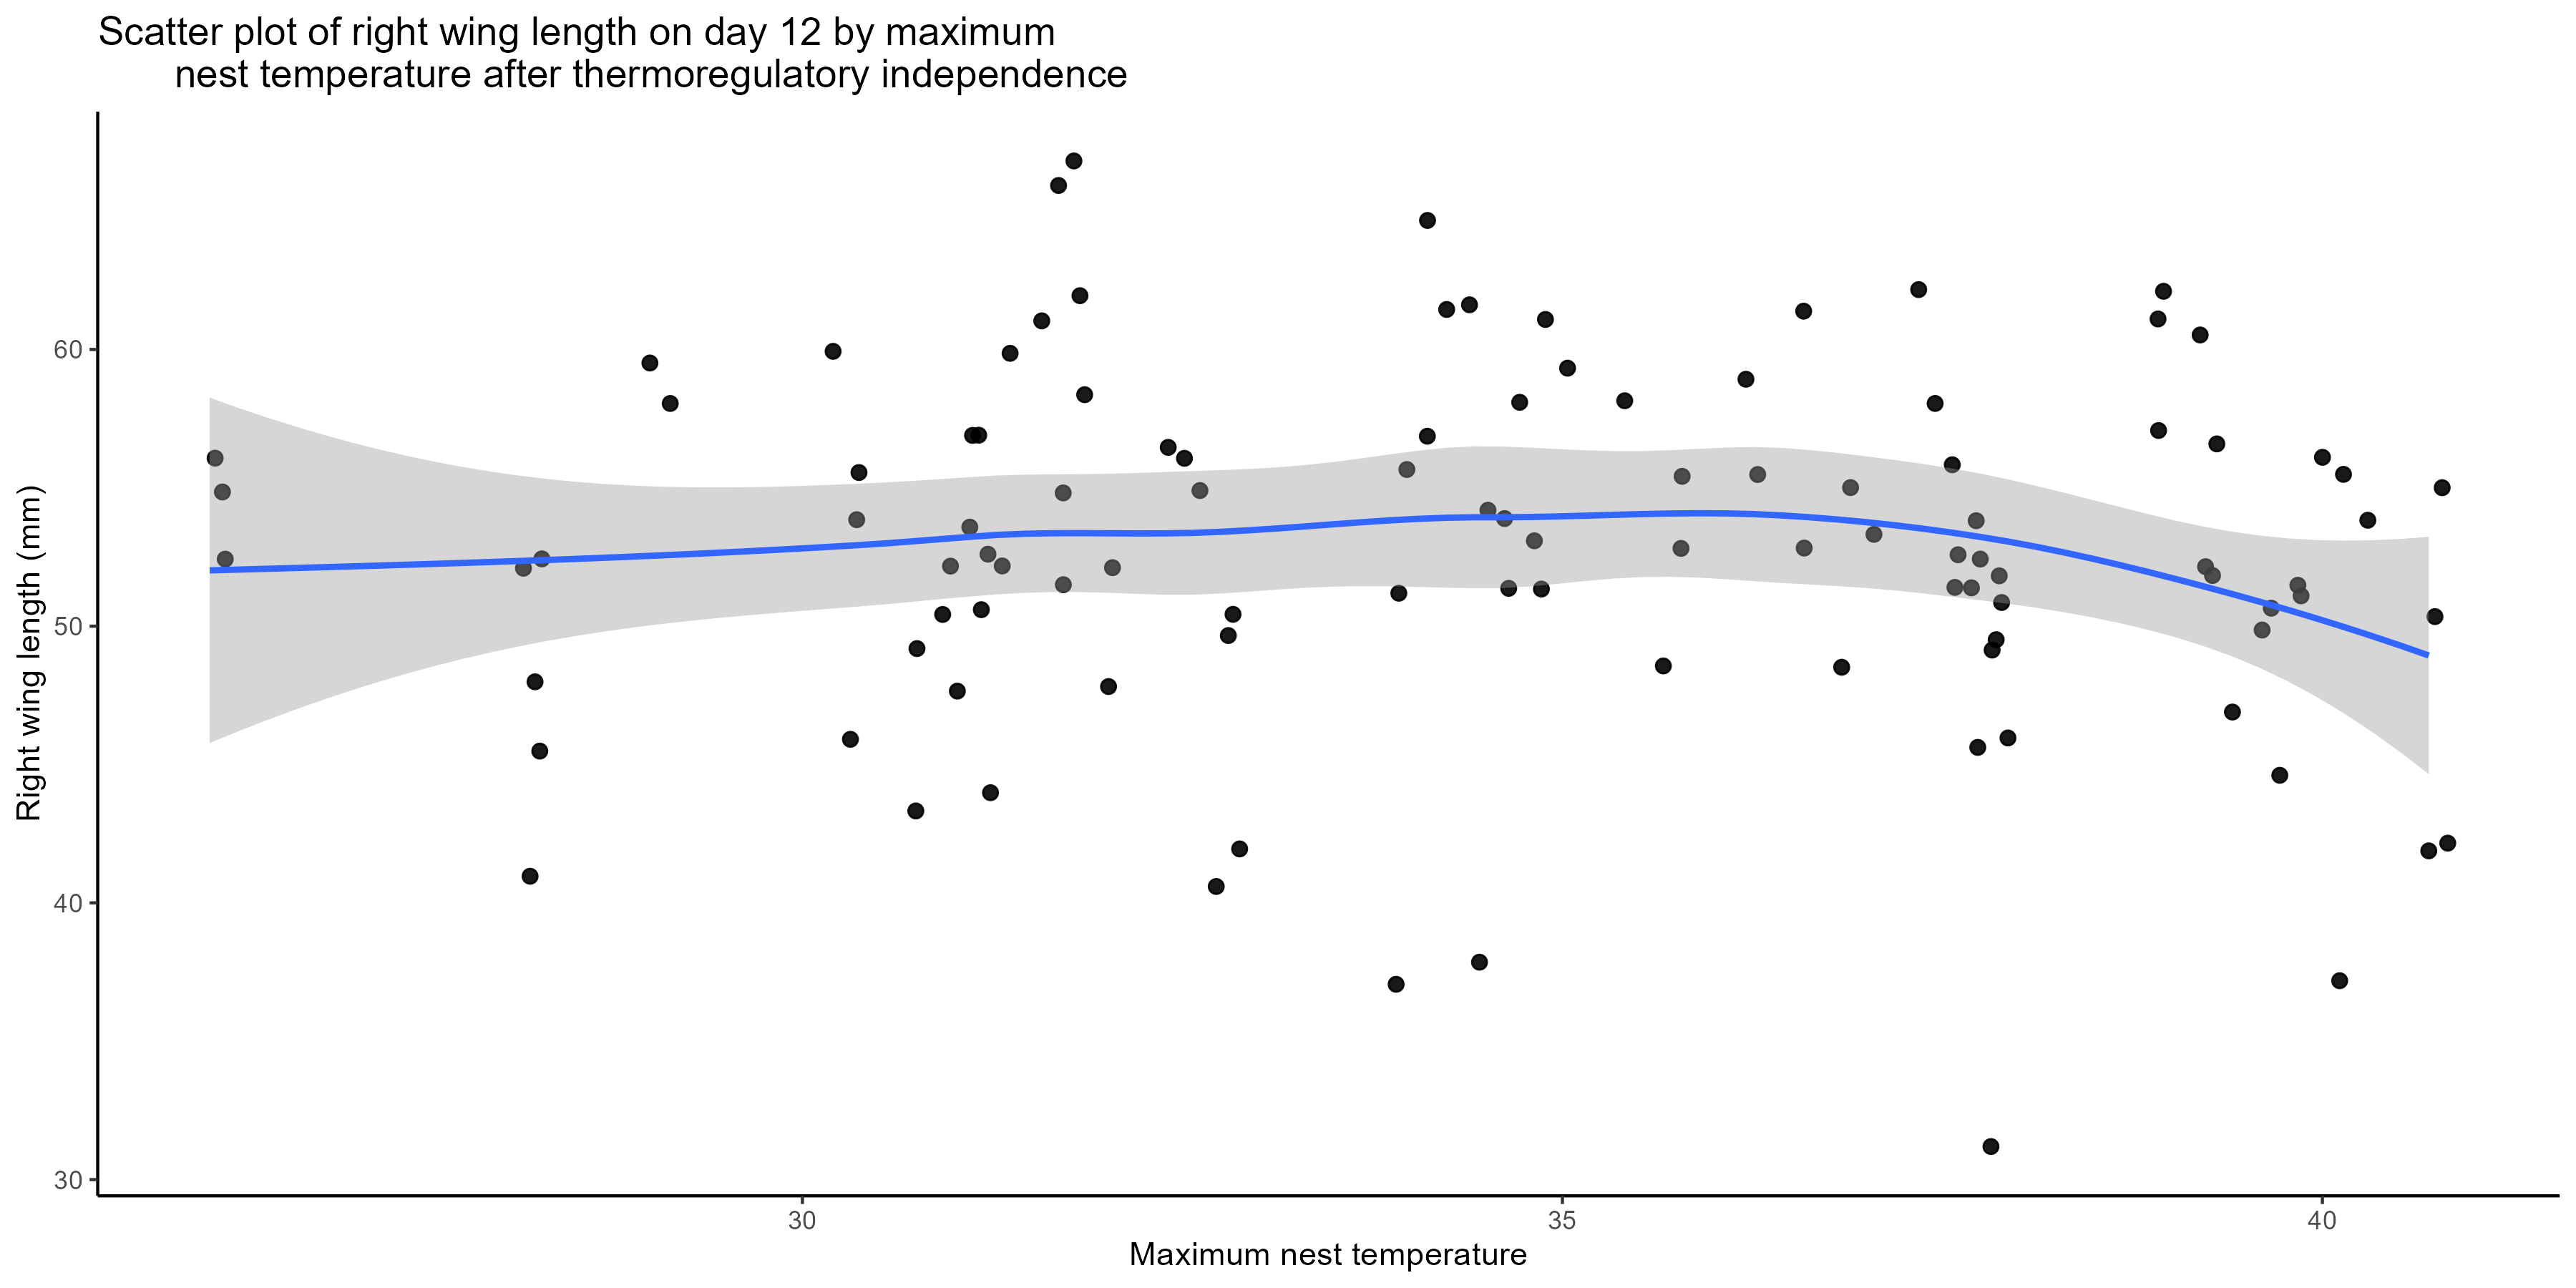 Scatter plot of right wing length on day 12 by maximum
nest temperature after thermoregulatory independence
Right wing length (mm)
60
50
40
30
30
35
40
Maximum nest temperature